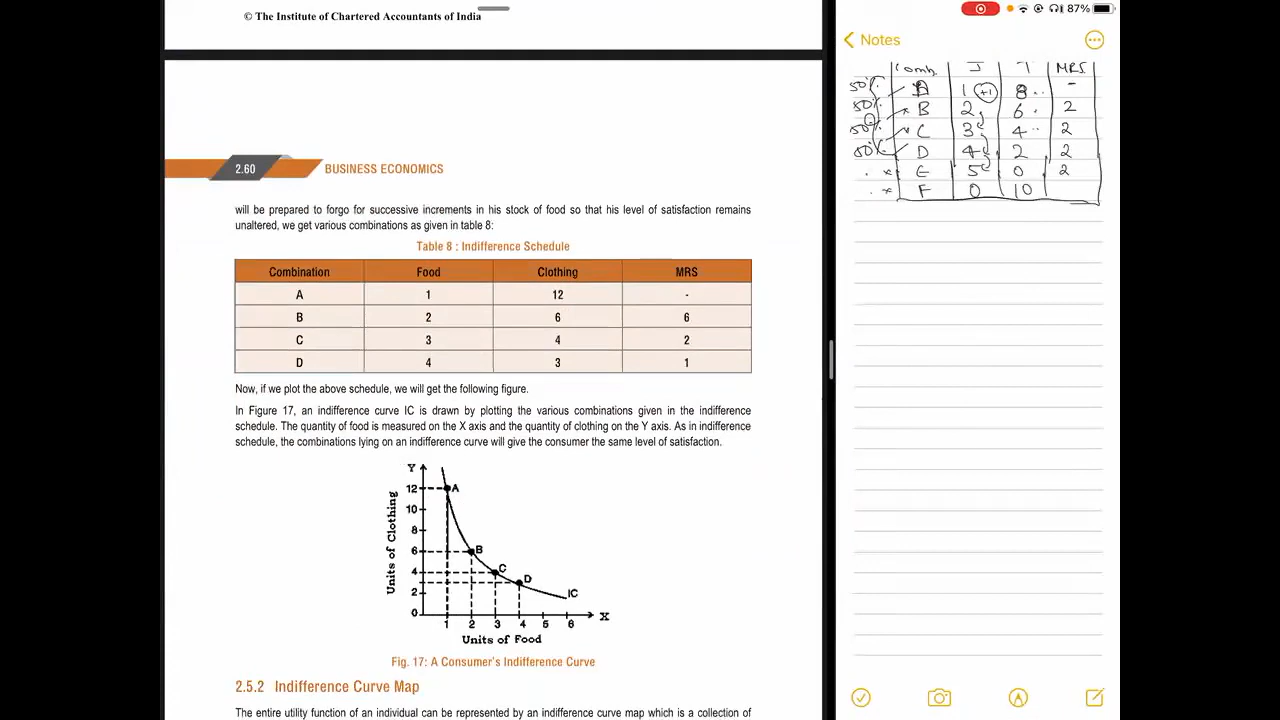 © The Institute of Chartered Accountants of India
2.60 BUSINESS ECONOMICS
will be prepared to forgo for successive increments in his stock of food so that his level of satisfaction remains
unaltered, we get various combinations as given in table 8:
Table 8 : Indifference Schedule
Combination Food Clothing MRS
A 1 12 -
B 2 6 6
C 3 4 2
D 4 3 1
Now, if we plot the above schedule, we will get the following figure.
In Figure 17, an indifference curve IC is drawn by plotting the various combinations given in the indifference
schedule. The quantity of food is measured on the X axis and the quantity of clothing on the Y axis. As in indifference
schedule, the combinations lying on an indifference curve will give the consumer the same level of satisfaction.
Y
12 A
10
8
6 B
4 C
D
2 IC
0 X
1 2 3 4 5 6
Units of Clothing
Units of Food
Fig. 17: A Consumer's Indifference Curve
2.5.2 Indifference Curve Map
The entire utility function of an individual can be represented by an indifference curve map which is a collection of
87%
Notes
Comb. J T MRS
50% 1 +1 8 -
50% B 2 6 2
50% C 3 4 2
50% D 4 2 2
E 5 0 2
F 0 10